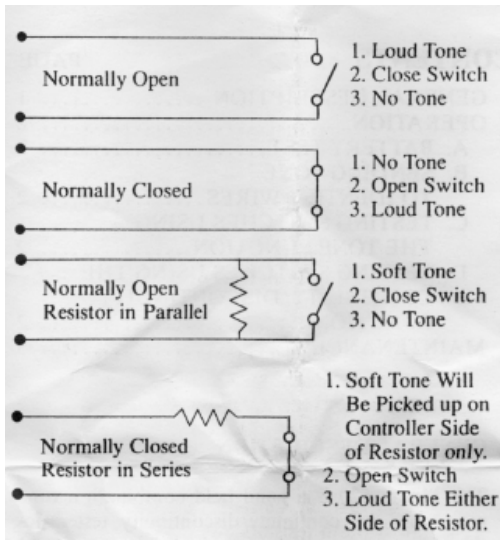 Normally Open
1. Loud Tone
2. Close Switch
3. No Tone
Normally Closed
1. No Tone
2. Open Switch
3. Loud Tone
Normally Open
Resistor in Parallel
1. Soft Tone
2. Close Switch
3. No Tone
Normally Closed
Resistor in Series
1. Soft Tone Will
Be Picked up on
Controller Side
of Resistor only.
2. Open Switch
3. Loud Tone Either
Side of Resistor.